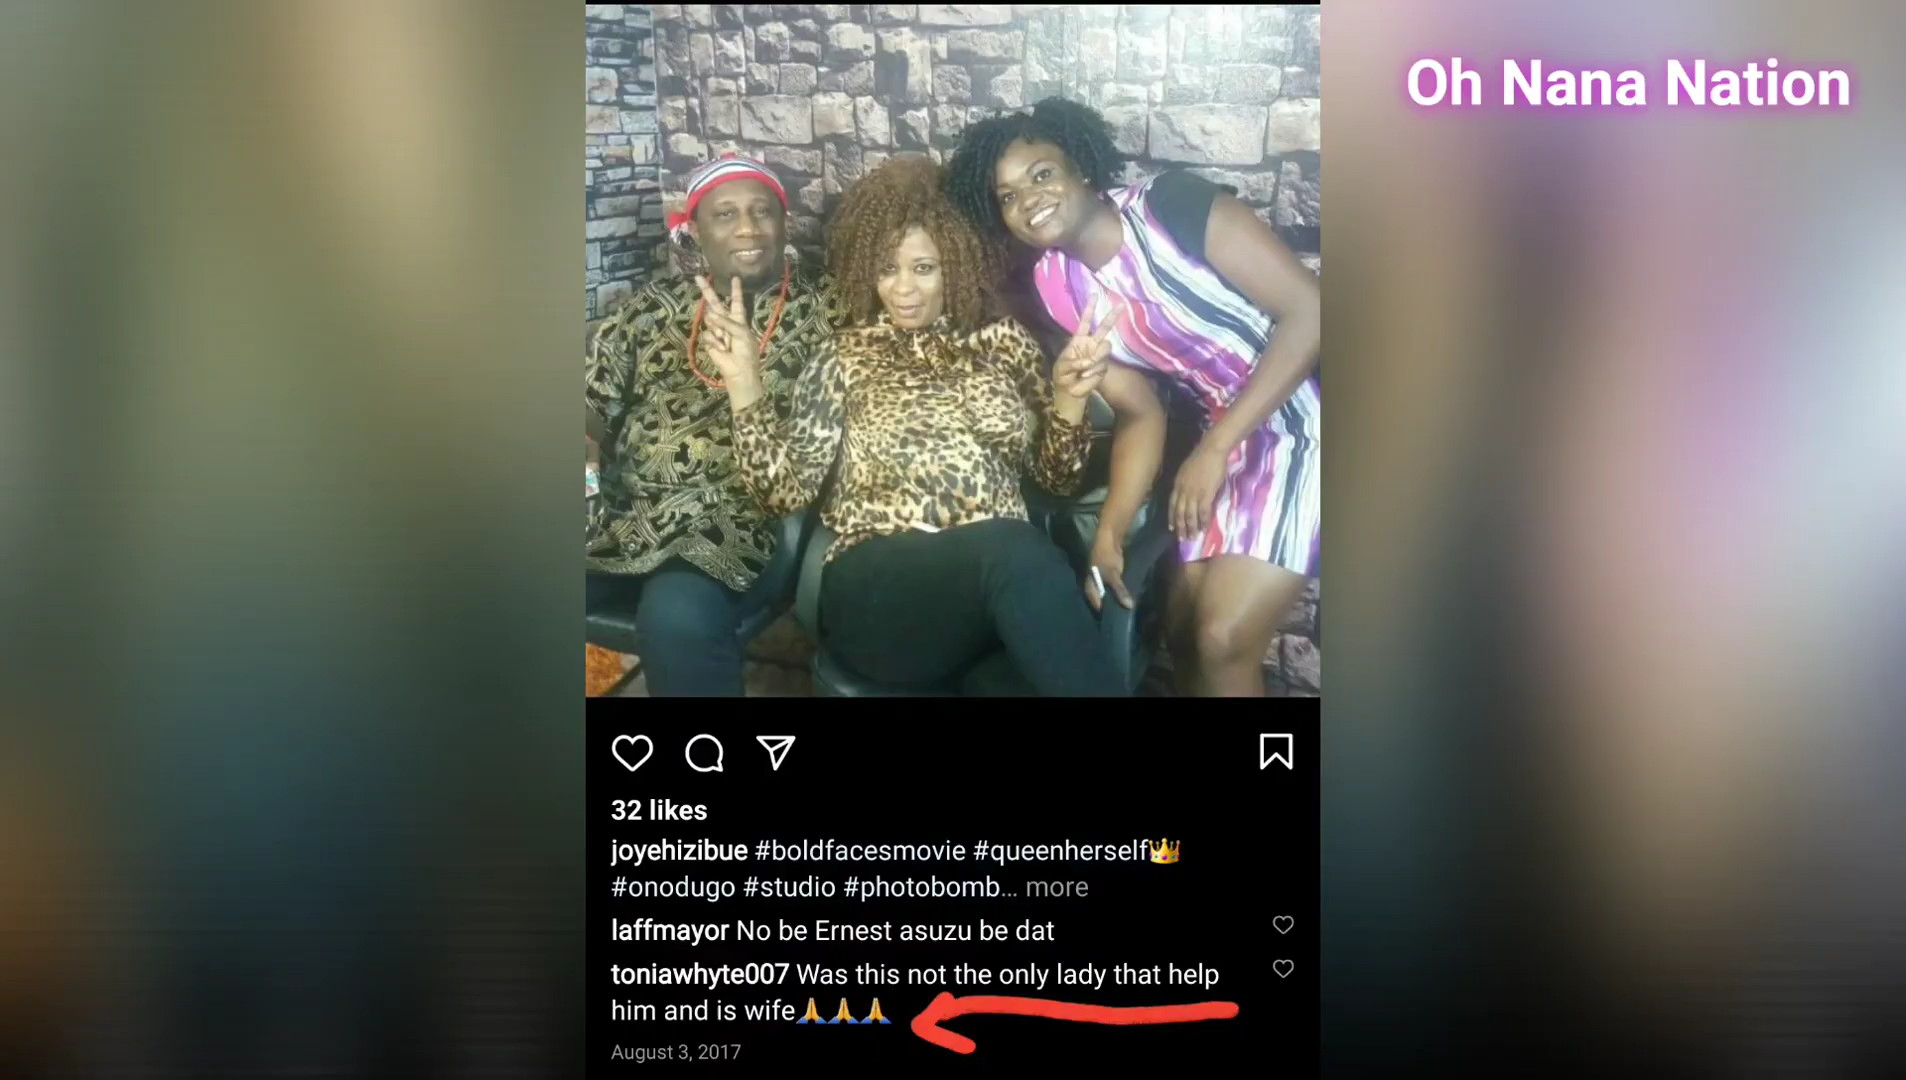 Oh Nana Nation
32 likes
joyehizibue #boldfacesmovie #queenherself👑
#onodugo #studio #photobomb... more
laffmayor No be Ernest asuzu be dat
toniawhyte007 Was this not the only lady that help
him and is wife🙏🙏🙏
August 3, 2017